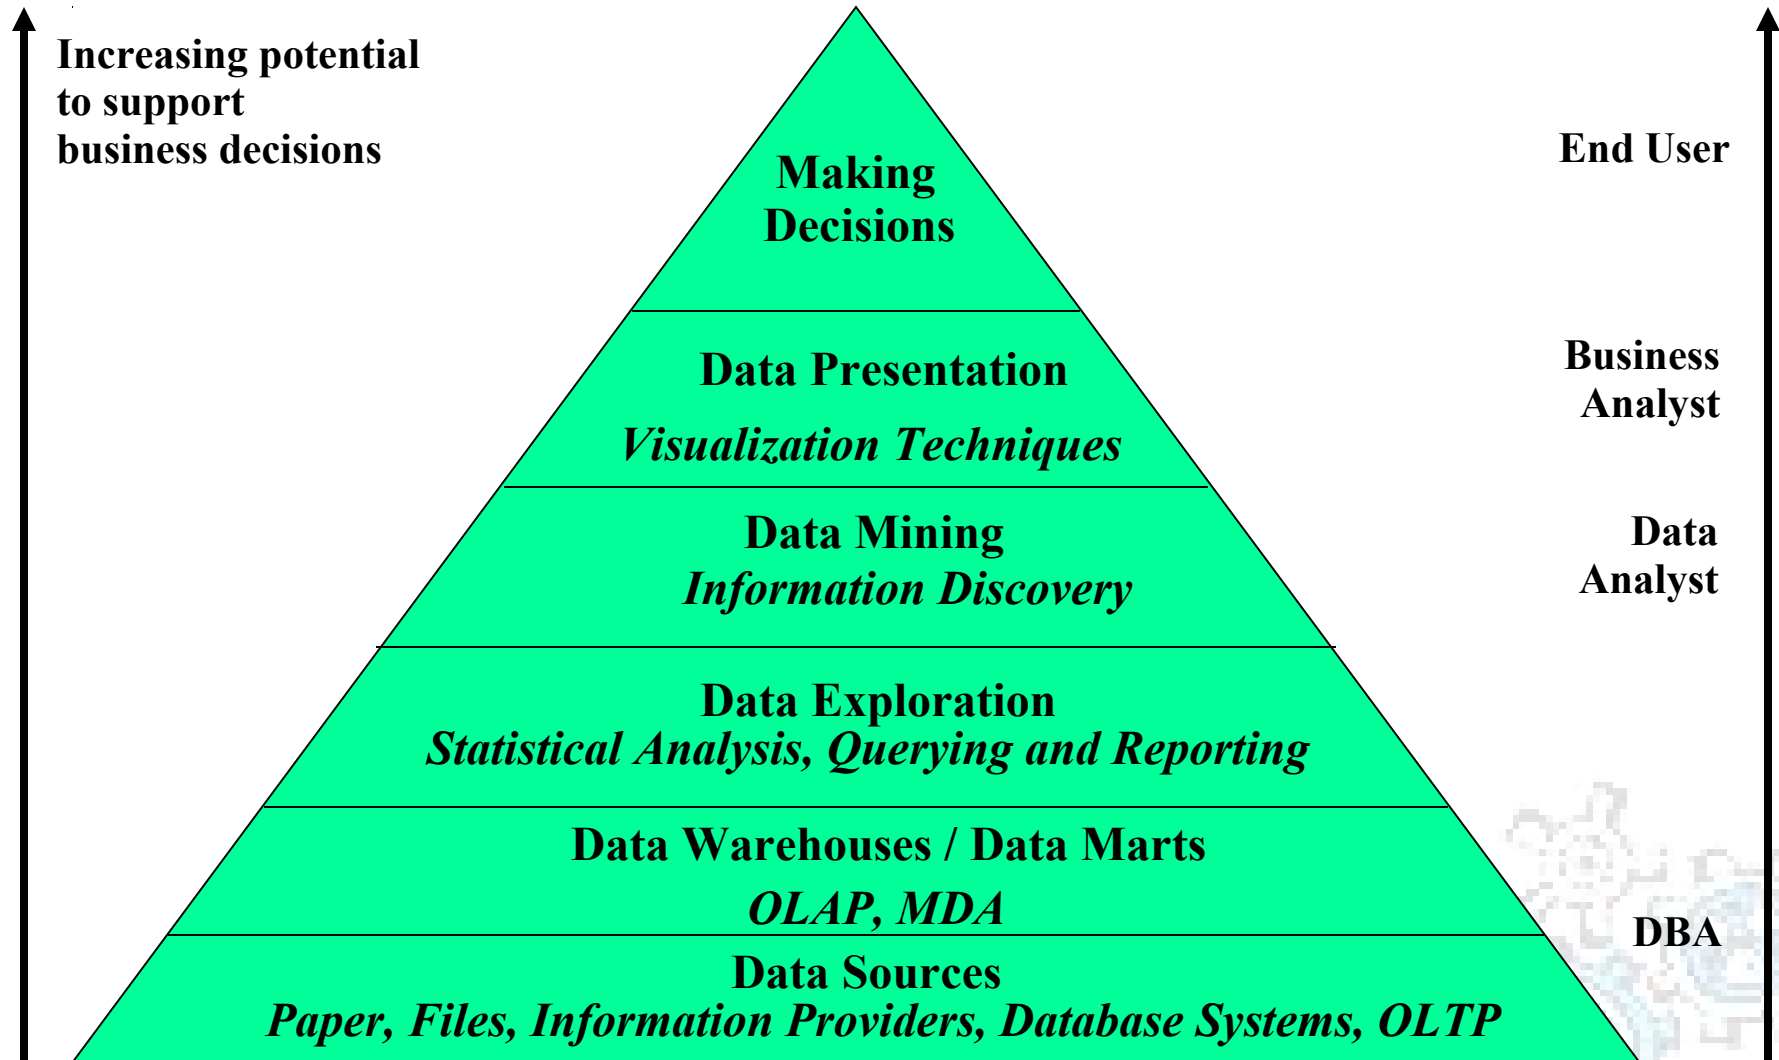 Increasing potential
to support
business decisions
End User
Making
Decisions
Business
Analyst
Data Presentation
Visualization Techniques
Data
Analyst
Data Mining
Information Discovery
Data Exploration
Statistical Analysis, Querying and Reporting
Data Warehouses / Data Marts
OLAP, MDA
DBA
Data Sources
Paper, Files, Information Providers, Database Systems, OLTP